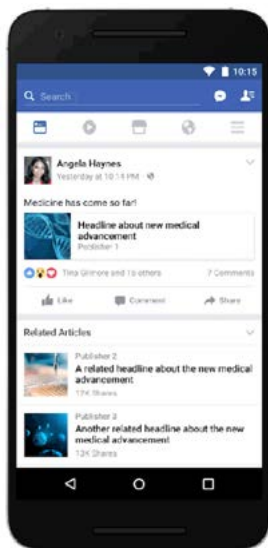 10:15
Search
Angela Haynes
Yesterday at 10:14 PM ·
Medicine has come so far!
Headline about new medical
advancement
Publisher 1
Tina Gilmore and 15 others 7 Comments
Like Comment Share
Related Articles
Publisher 2
A related headline about the new medical
advancement
12K Shares
Publisher 3
Another related headline about the new
medical advancement
13K Shares